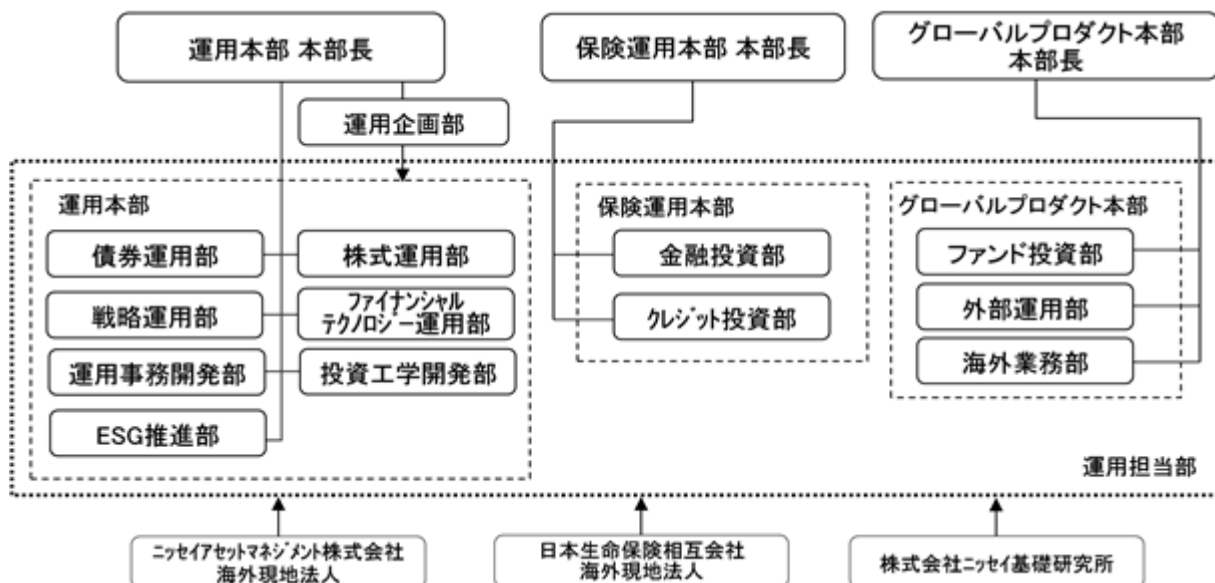 運用本部 本部長
保険運用本部 本部長
グローバルプロダクト本部
本部長
運用企画部
運用本部
債券運用部
株式運用部
戦略運用部
ファイナンシャル
テクノロジー運用部
運用事務開発部
投資工学開発部
ESG推進部
保険運用本部
金融投資部
クレジット投資部
グローバルプロダクト本部
ファンド投資部
外部運用部
海外業務部
運用担当部
ニッセイアセットマネジメント株式会社
海外現地法人
日本生命保険相互会社
海外現地法人
株式会社ニッセイ基礎研究所